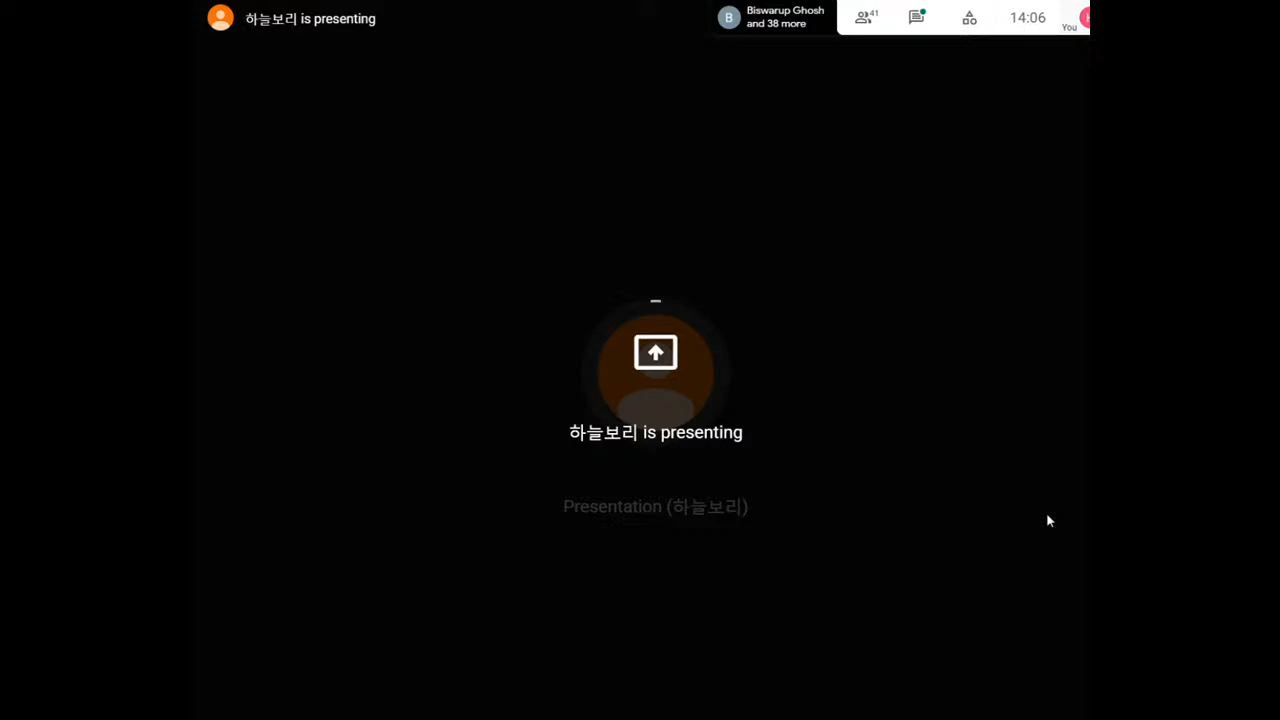 하늘보리 is presenting
B
Biswarup Ghosh
and 38 more
41
14:06
You
하늘보리 is presenting
Presentation (하늘보리)